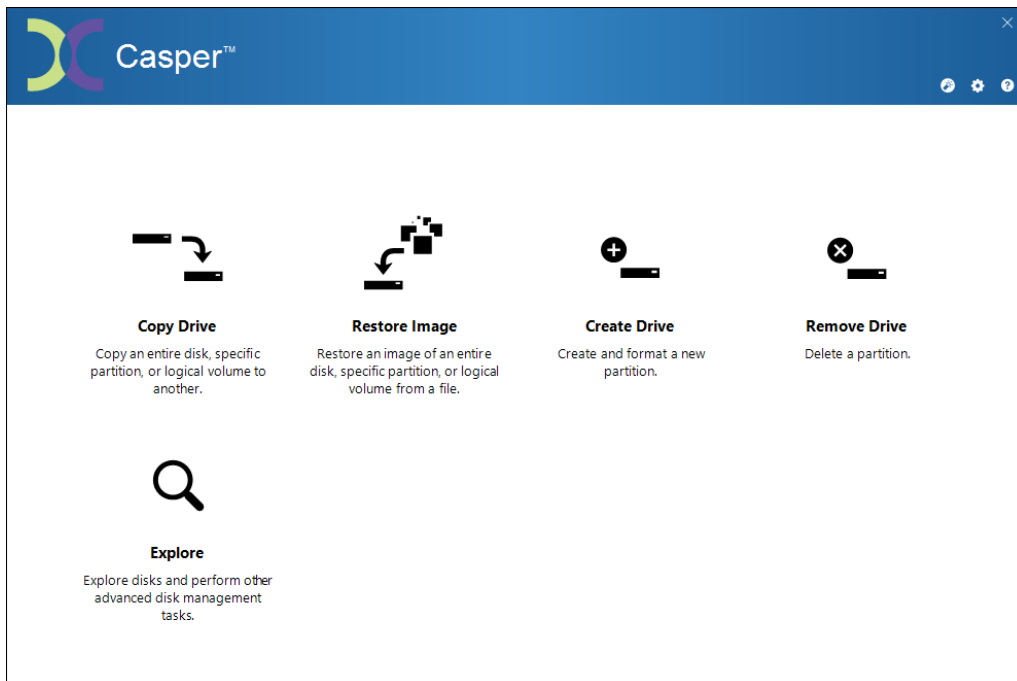 Casper™
Copy Drive
Copy an entire disk, specific
partition, or logical volume to
another.
Restore Image
Restore an image of an entire
disk, specific partition, or logical
volume from a file.
Create Drive
Create and format a new
partition.
Remove Drive
Delete a partition.
Explore
Explore disks and perform other
advanced disk management
tasks.